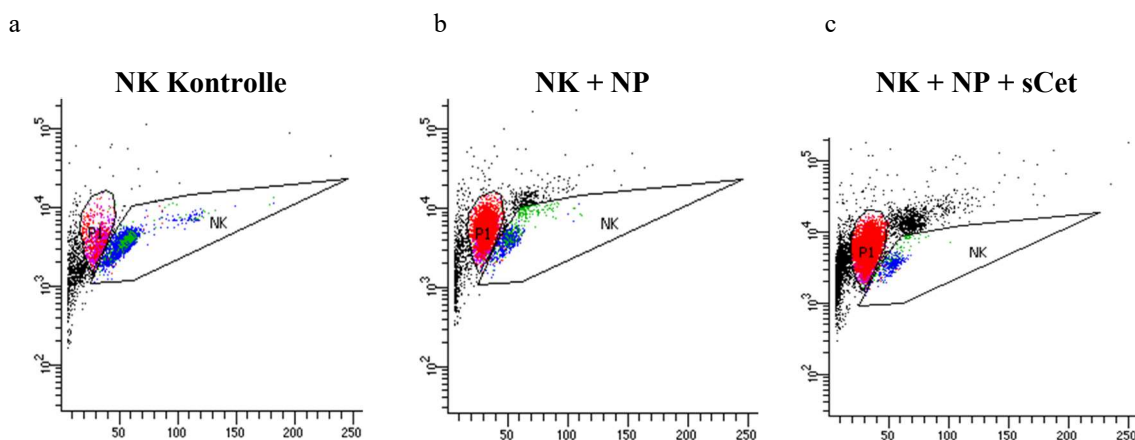 a b c
NK Kontrolle NK + NP NK + NP + sCet
10^5 10^5 10^5
10^4 10^4 10^4
P1 NK P1 NK P1 NK
10^3 10^3 10^3
10^2 10^2 10^2
50 100 150 200 250 50 100 150 200 250 50 100 150 200 250